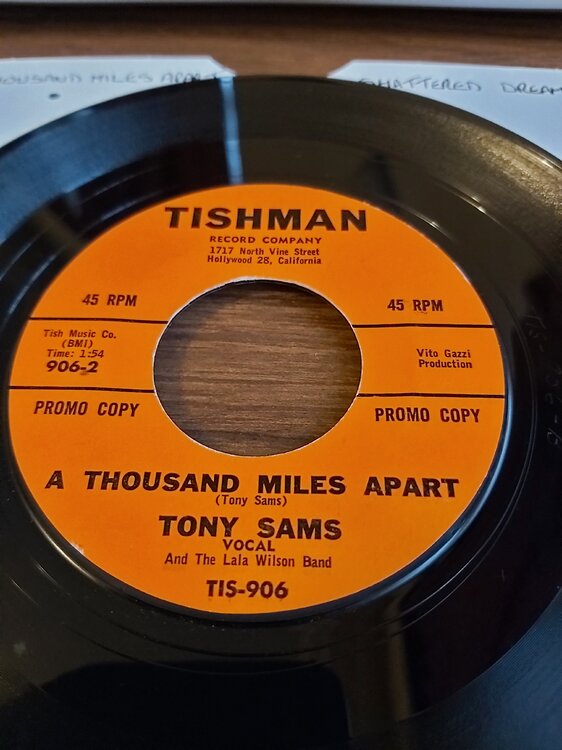 THOUSAND MILES APART
SHATTERED DREAM
TISHMAN
RECORD COMPANY
1717 North Vine Street
Hollywood 28, California
45 RPM
45 RPM
Tish Music Co.
(BMI)
Time: 1:54
906-2
Vito Gazzi
Production
PROMO COPY
PROMO COPY
A THOUSAND MILES APART
(Tony Sams)
TONY SAMS
VOCAL
And The Lala Wilson Band
TIS-906